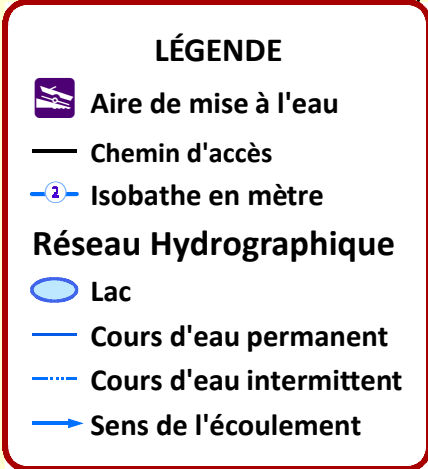 LÉGENDE
Aire de mise à l'eau
Chemin d'accès
2 Isobathe en mètre
Réseau Hydrographique
Lac
Cours d'eau permanent
Cours d'eau intermittent
Sens de l'écoulement